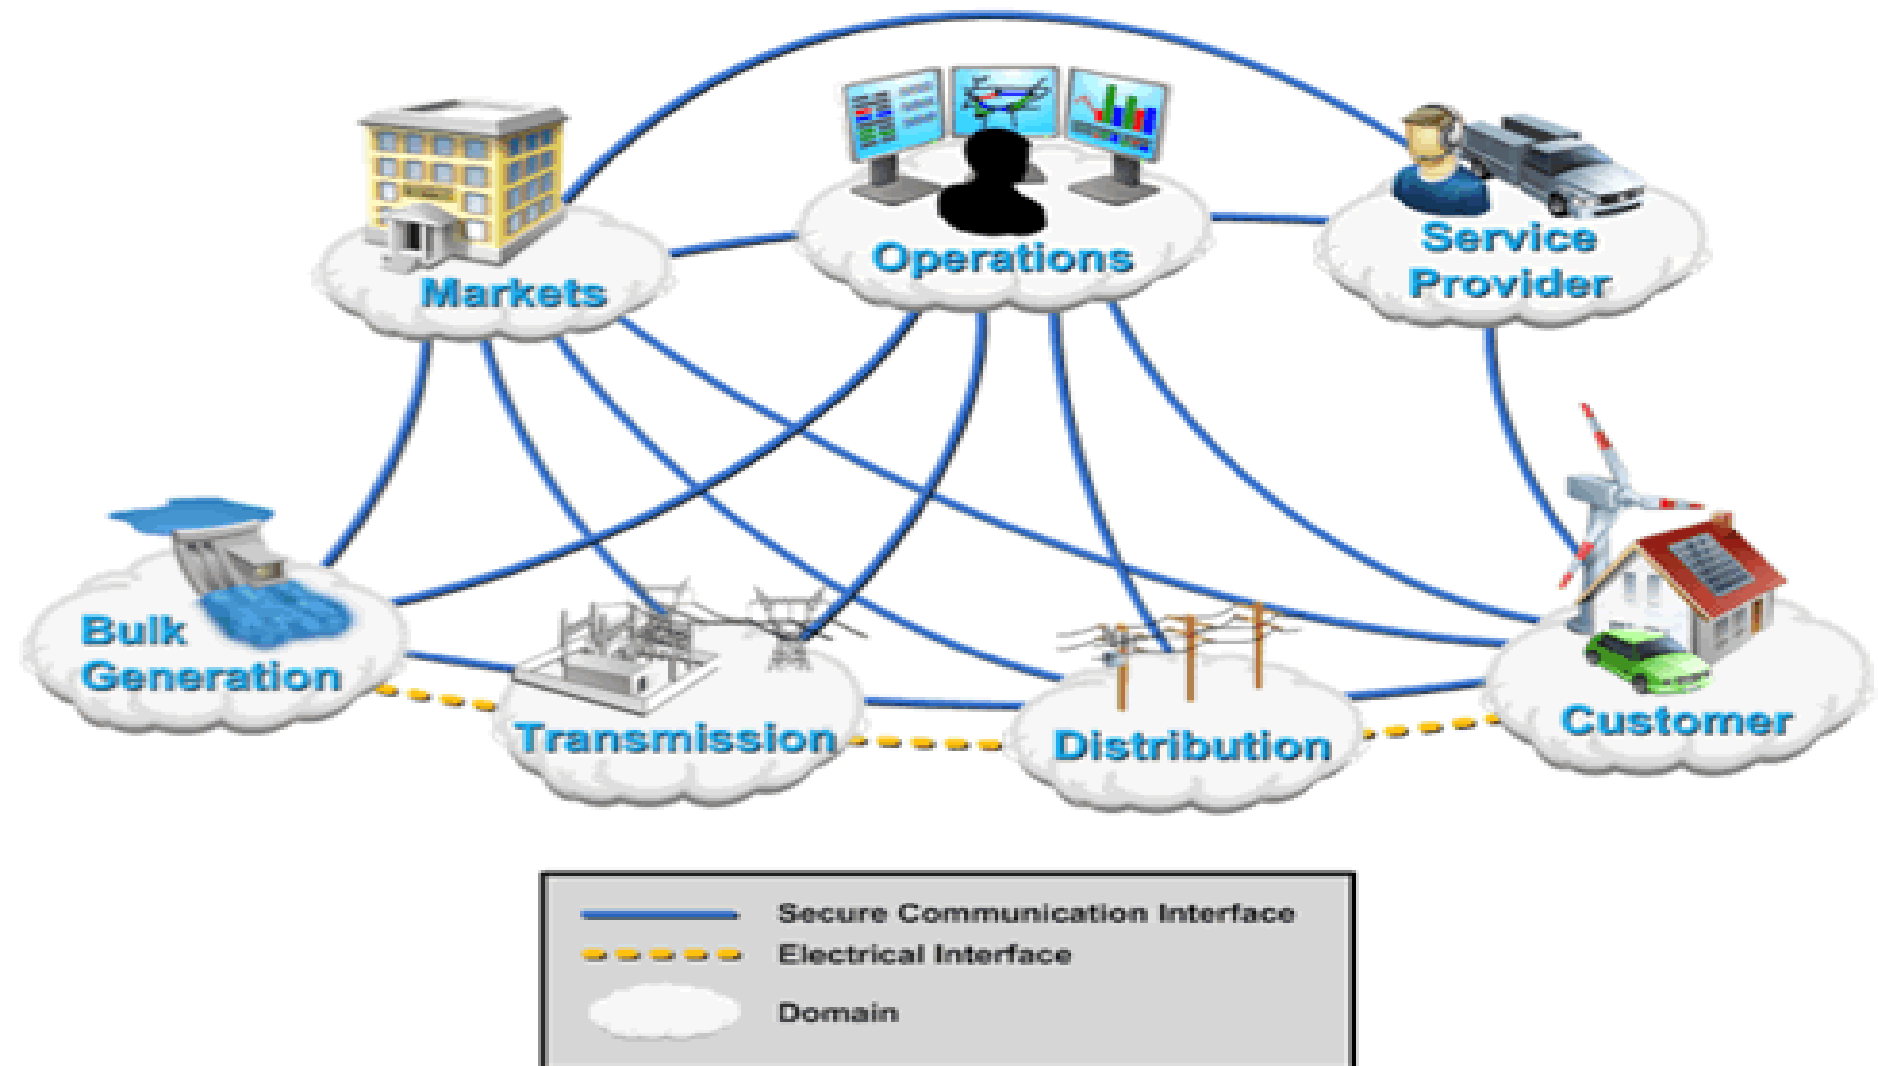 Markets
Operations
Service
Provider
Bulk
Generation
Transmission
Distribution
Customer
Secure Communication Interface
Electrical Interface
Domain